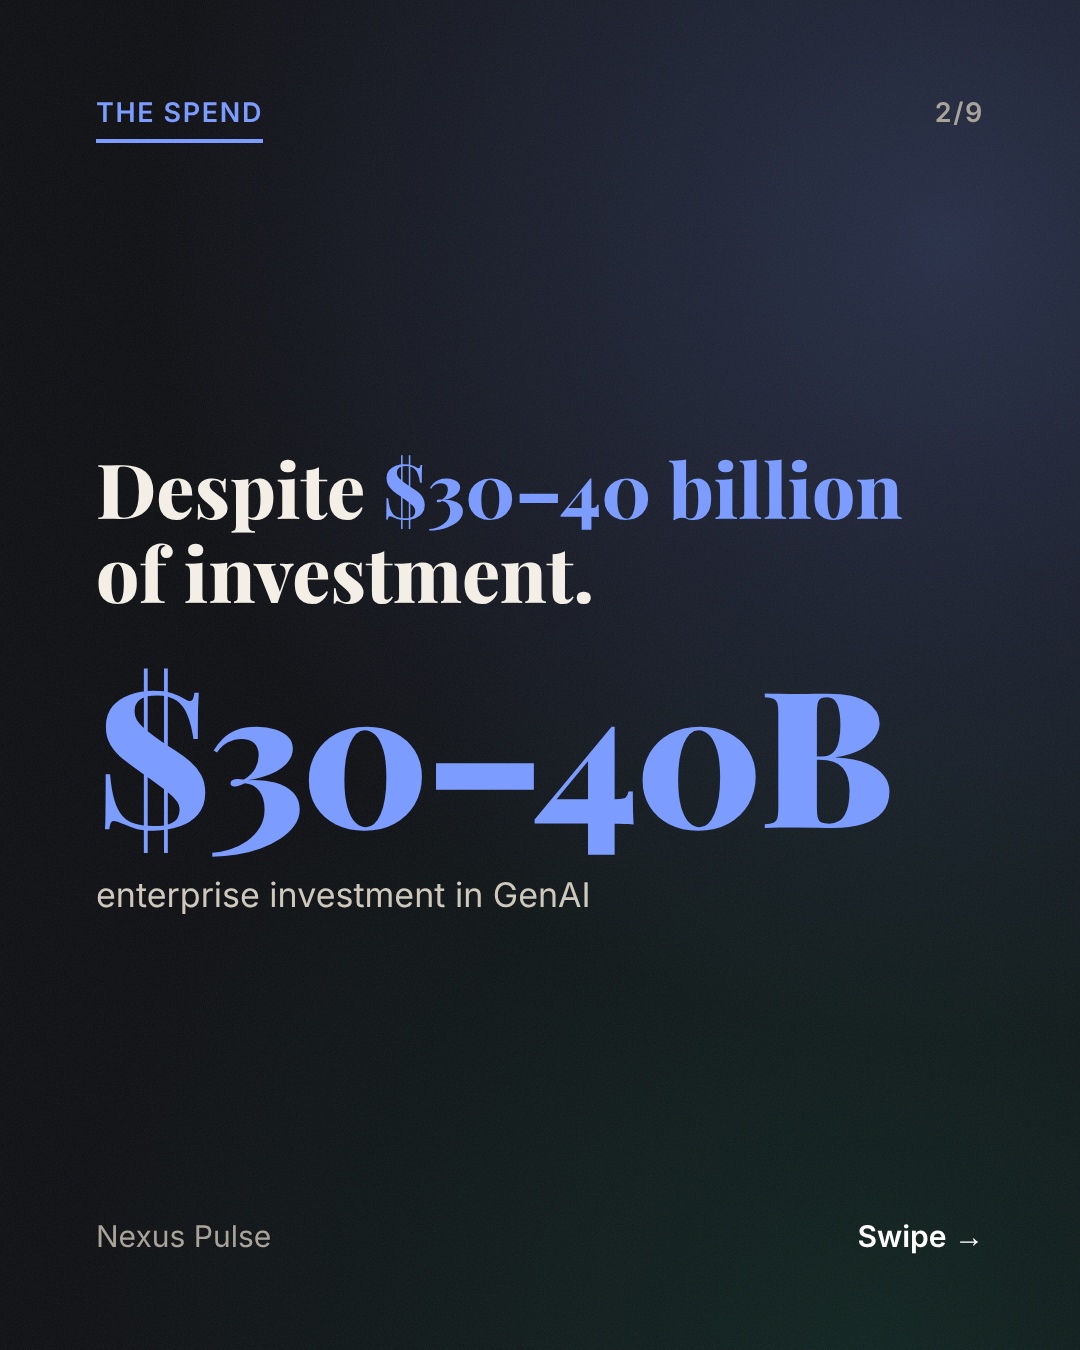 THE SPEND
2/9
Despite $30–40 billion
of investment.
$30–40B
enterprise investment in GenAI
Nexus Pulse
Swipe →